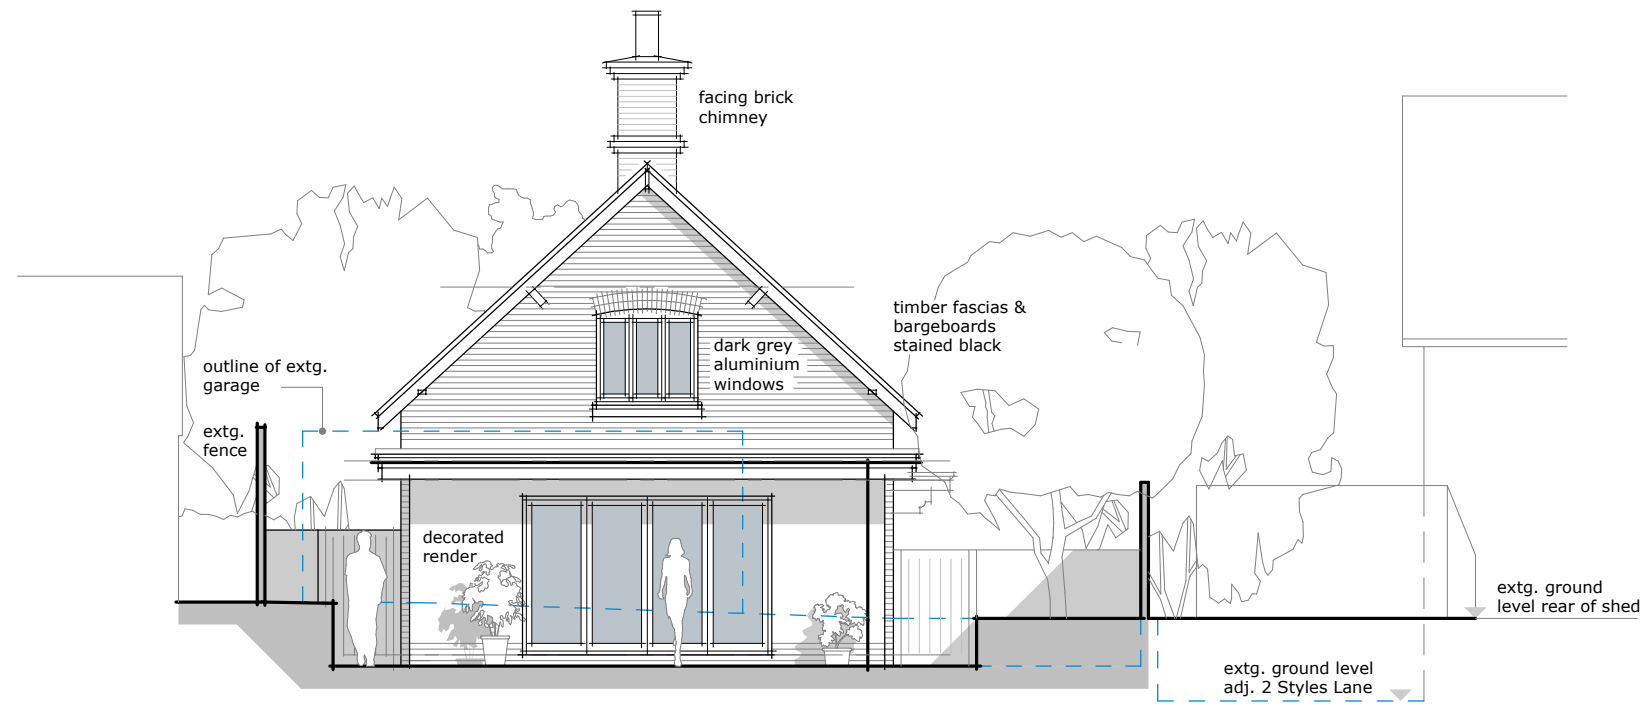 facing brick
chimney
timber fascias &
bargeboards
stained black
dark grey
aluminium
windows
outline of extg.
garage
extg.
fence
decorated
render
extg. ground
level rear of shed
extg. ground level
adj. 2 Styles Lane